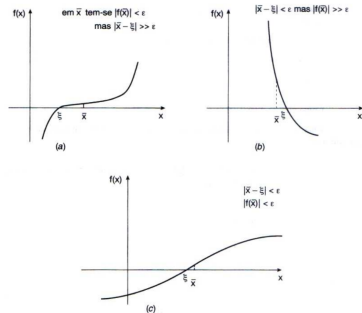 f(x)
em x̄ tem-se |f(x̄)| < ε
mas |x̄ – ξ| >> ε
ξ
x̄
x
(a)
f(x)
|x̄ – ξ| < ε mas |f(x̄)| >> ε
x̄
ξ
x
(b)
f(x)
|x̄ – ξ| < ε
|f(x̄)| < ε
ξ
x̄
x
(c)